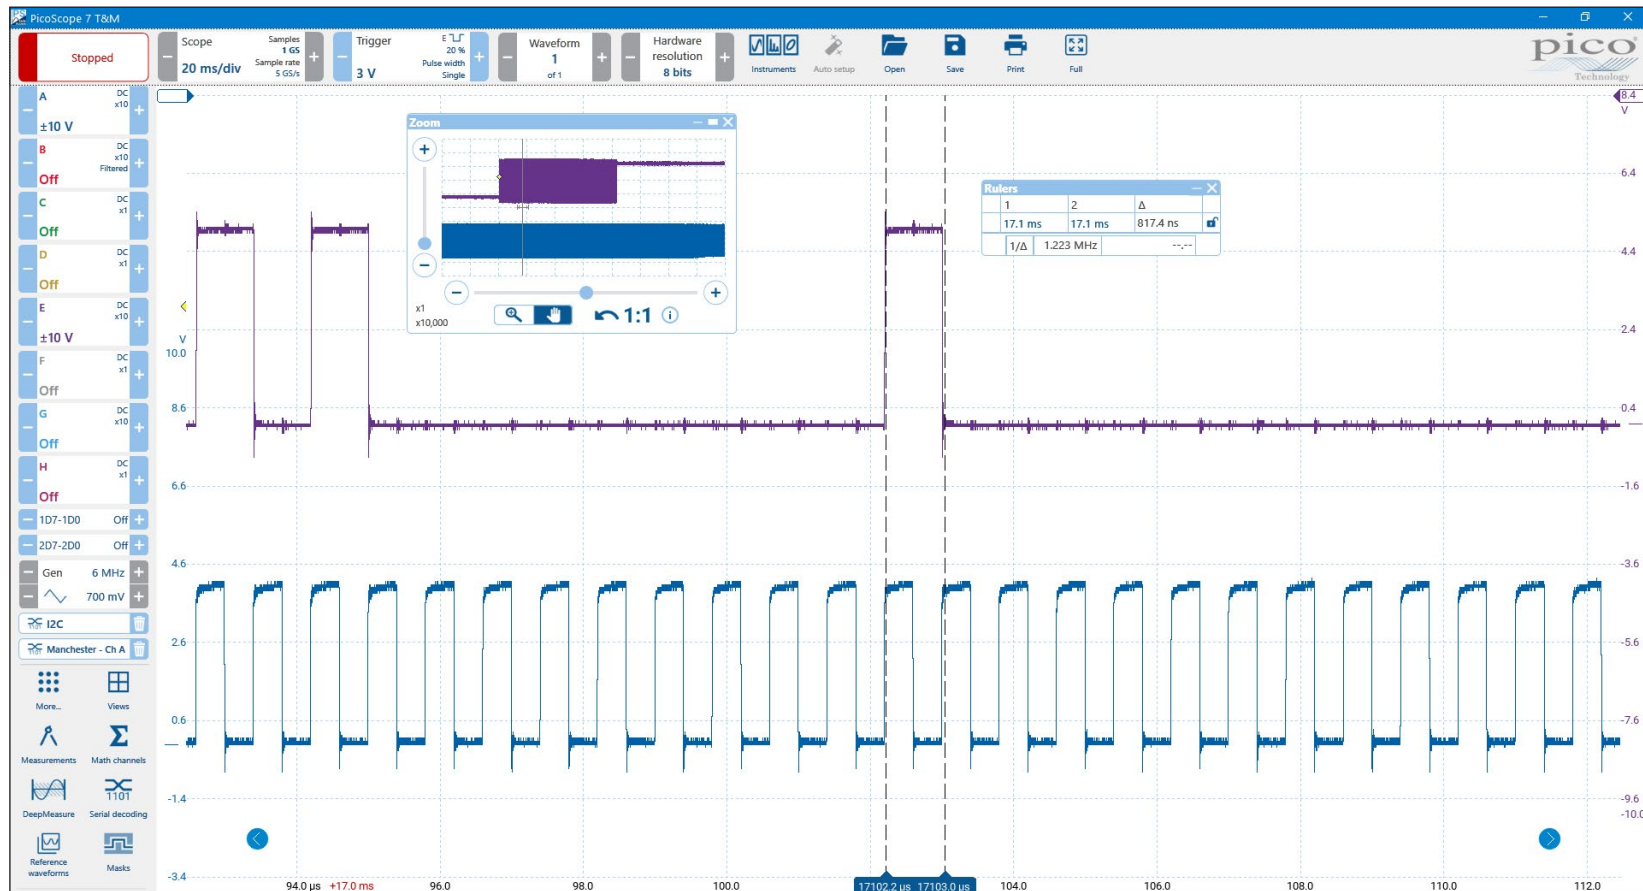 PicoScope 7 T&M
Stopped
Scope
20 ms/div
Samples
1 GS
Sample rate
5 GS/s
Trigger
3 V
E
20 %
Pulse width
Single
Waveform
1
of 1
Hardware
resolution
8 bits
Instruments
Auto setup
Open
Save
Print
Full
pico
Technology
A
DC
x10
±10 V
B
DC
x10
Filtered
Off
C
DC
x1
Off
D
DC
x1
Off
E
DC
x10
±10 V
F
DC
x1
Off
G
DC
x10
Off
H
DC
x1
Off
1D7-1D0 Off
2D7-2D0 Off
Gen 6 MHz
700 mV
I2C
Manchester - Ch A
More...
Views
Measurements
Math channels
DeepMeasure
1101
Serial decoding
Reference
waveforms
Masks
V
10.0
8.6
6.6
4.6
2.6
0.6
-1.4
-3.4
Zoom
x1
x10,000
1:1
Rulers
1 2 Δ
17.1 ms 17.1 ms 817.4 ns
1/Δ 1.223 MHz --.--
8.4
V
6.4
4.4
2.4
0.4
-1.6
-3.6
-5.6
-7.6
-9.6
-10.0
94.0 µs +17.0 ms 96.0 98.0 100.0 17102.2 µs 17103.0 µs 104.0 106.0 108.0 110.0 112.0